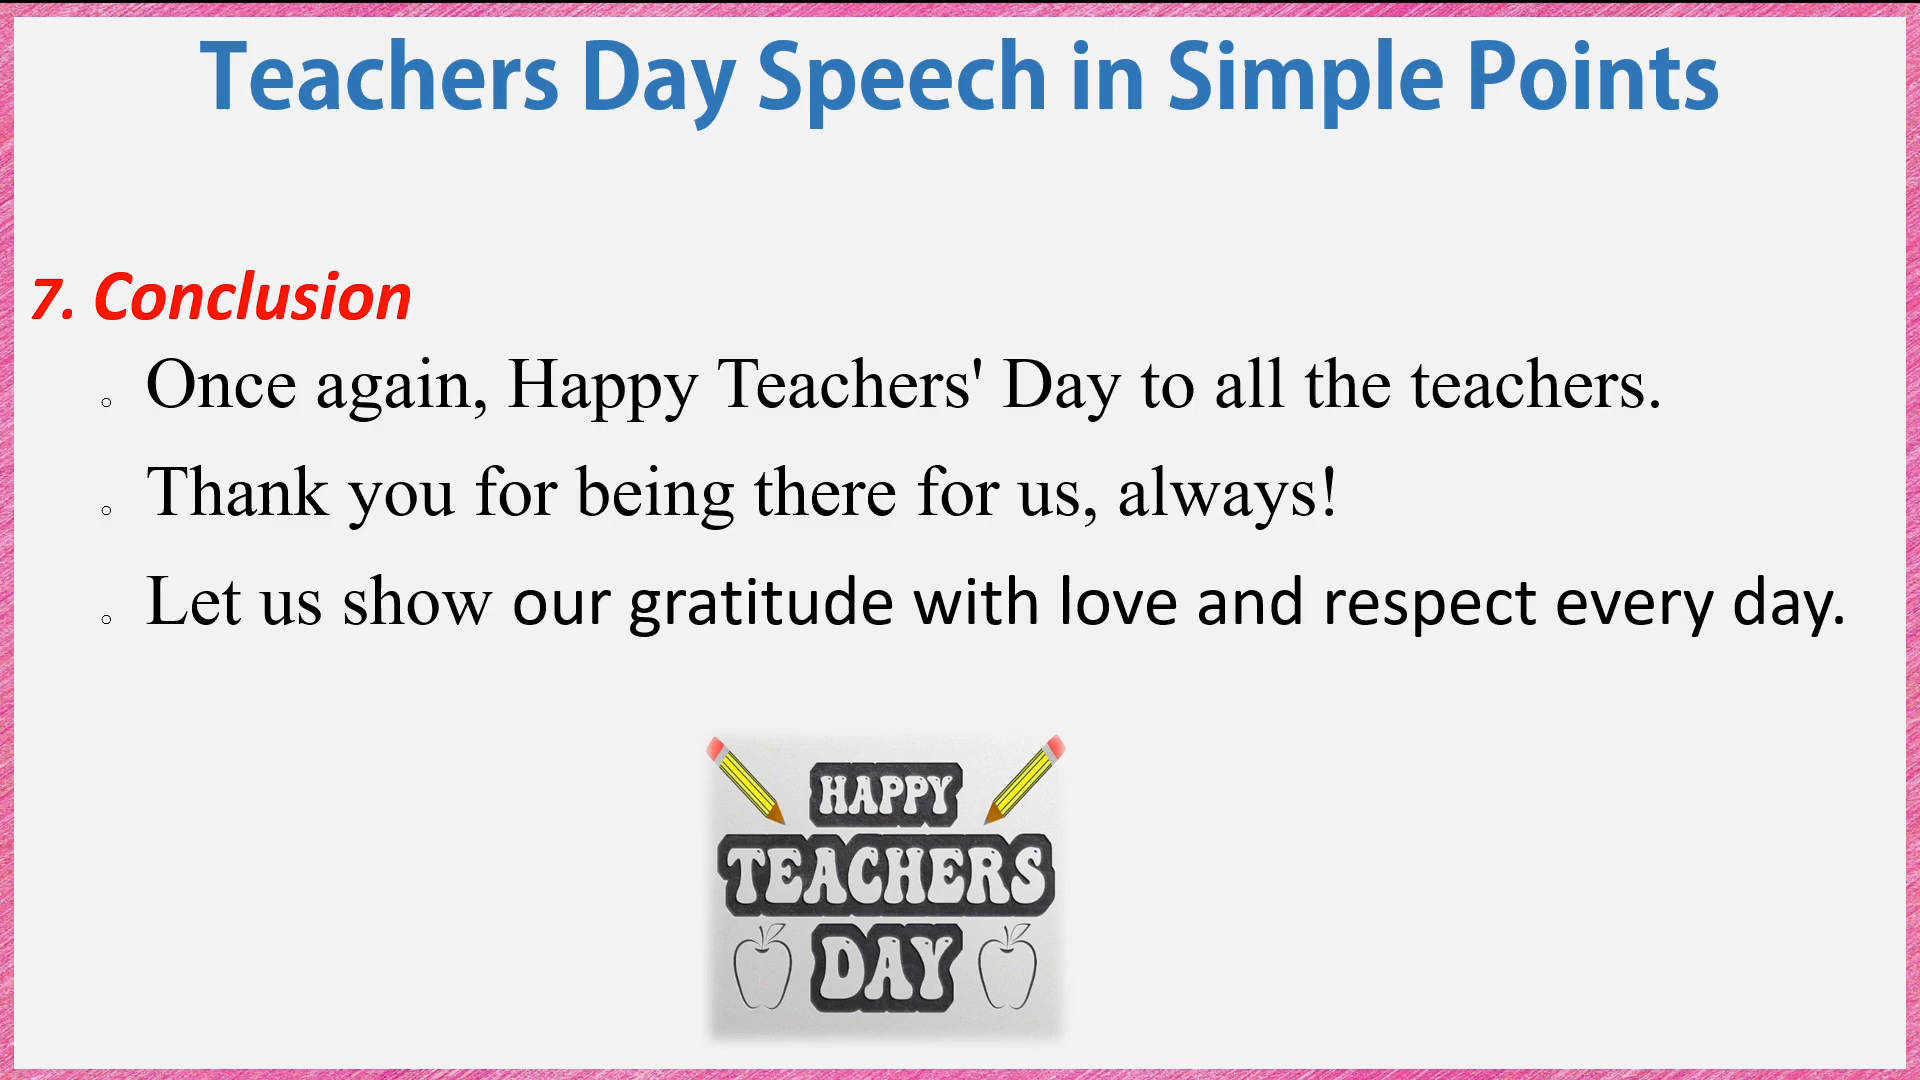 Teachers Day Speech in Simple Points
7. Conclusion
Once again, Happy Teachers' Day to all the teachers.
Thank you for being there for us, always!
Let us show our gratitude with love and respect every day.
HAPPY
TEACHERS
DAY